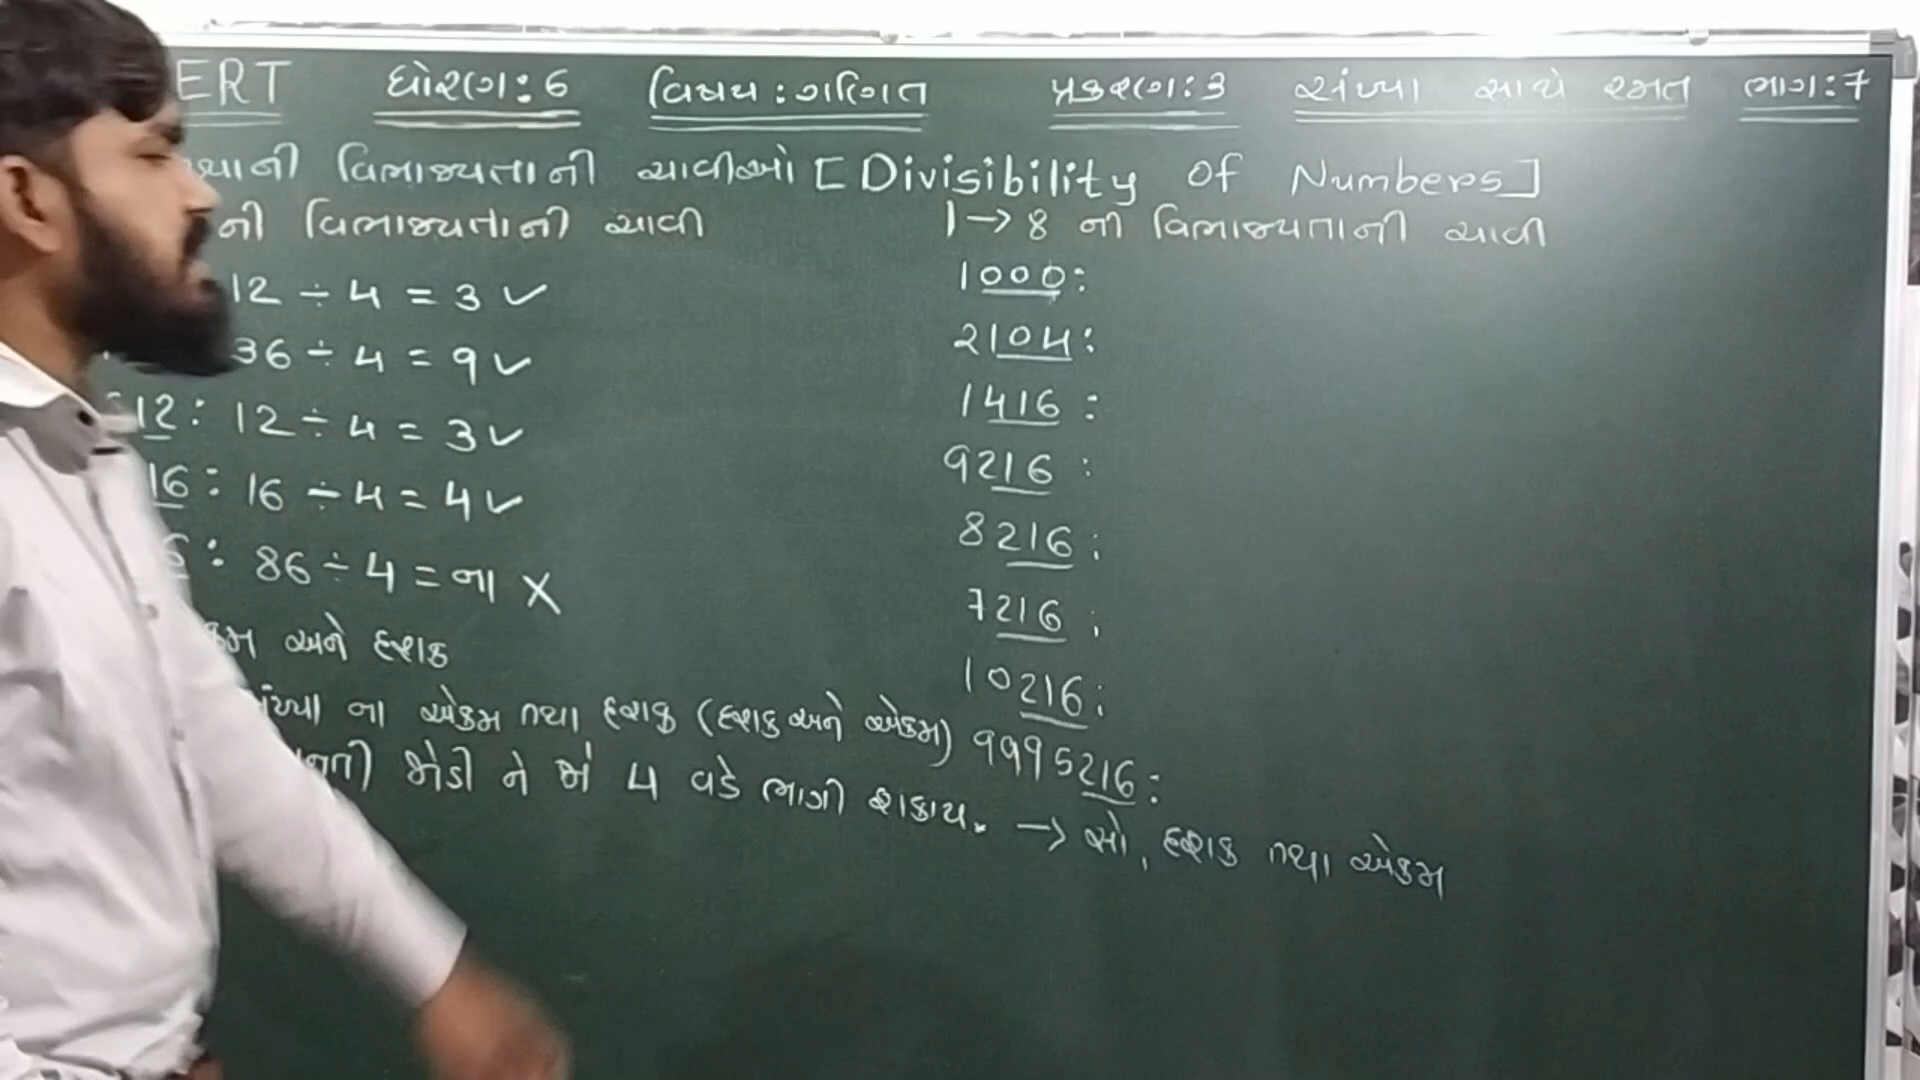 ERT ધોરણ: 6 વિષય : ગણિત પ્રકરણ: 3 સંખ્યા સાથે રમત ભાગ: 7
વિભાજ્યતાની ચાવીઓ [Divisibility of Numbers]
ની વિભાજ્યતાની ચાવી
12 ÷ 4 = 3 ✓
36 ÷ 4 = 9 ✓
12 : 12 ÷ 4 = 3 ✓
16 : 16 ÷ 4 = 4 ✓
6 : 86 ÷ 4 = ના X
અને દશક
ના એકમ તથા દશક (દશક અને એકમ)
જોડી ને જો 4 વડે ભાગી શકાય.
1 → 8 ની વિભાજ્યતાની ચાવી
1000 :
2104 :
1416 :
9216 :
8216 :
7216 :
10216 :
9995216 :
→ સો, દશક તથા એકમ